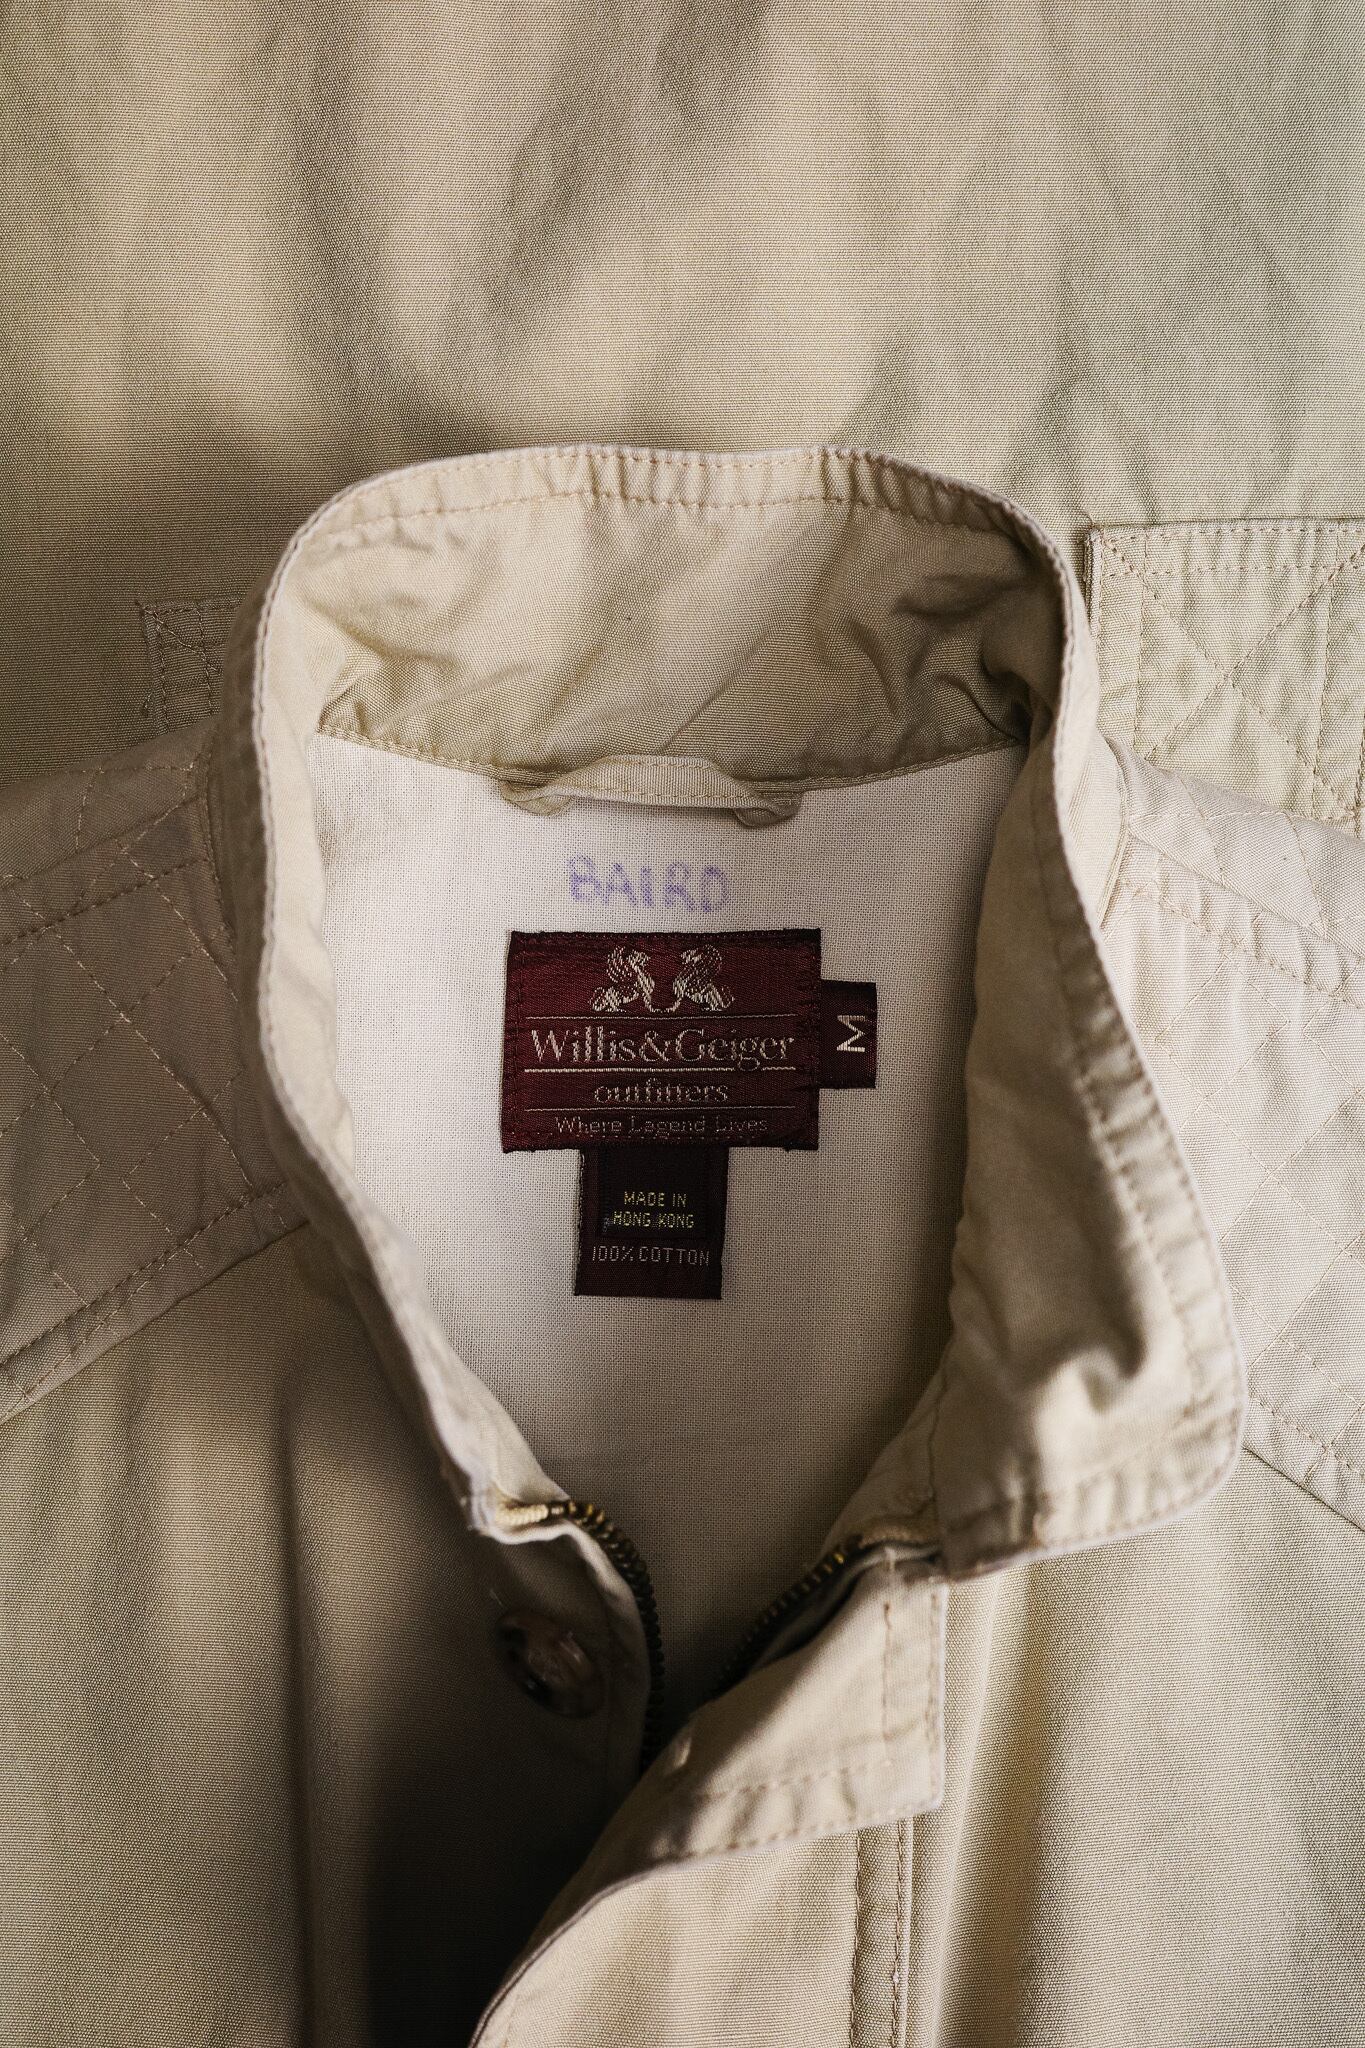 BAIRD
Willis&Geiger
outfitters
Where Legend Lives
M
MADE IN
HONG KONG
100% COTTON